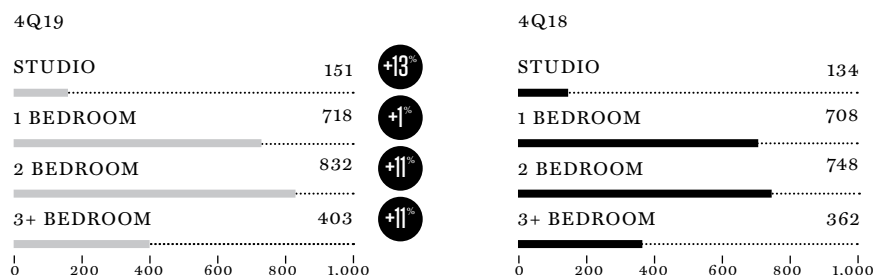 4Q19
STUDIO 151 +13%
1 BEDROOM 718 +1%
2 BEDROOM 832 +11%
3+ BEDROOM 403 +11%
0 200 400 600 800 1.000
4Q18
STUDIO 134
1 BEDROOM 708
2 BEDROOM 748
3+ BEDROOM 362
0 200 400 600 800 1.000